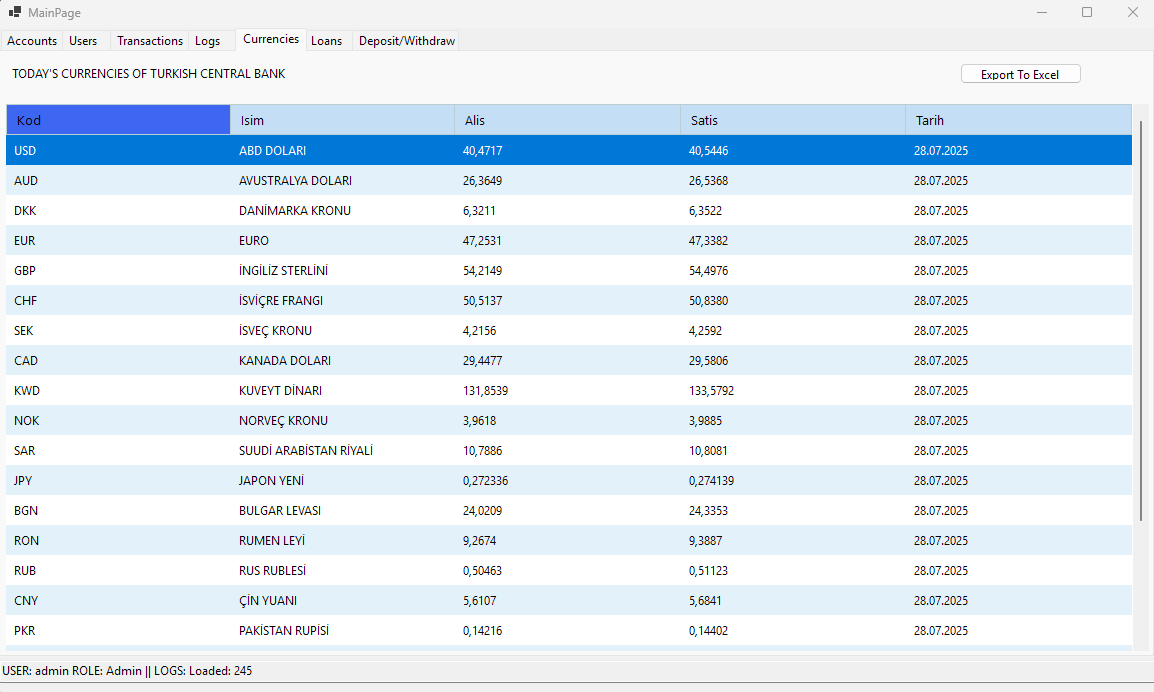 MainPage
Accounts Users Transactions Logs Currencies Loans Deposit/Withdraw
TODAY'S CURRENCIES OF TURKISH CENTRAL BANK Export To Excel
Kod Isim Alis Satis Tarih
USD ABD DOLARI 40,4717 40,5446 28.07.2025
AUD AVUSTRALYA DOLARI 26,3649 26,5368 28.07.2025
DKK DANİMARKA KRONU 6,3211 6,3522 28.07.2025
EUR EURO 47,2531 47,3382 28.07.2025
GBP İNGİLİZ STERLİNİ 54,2149 54,4976 28.07.2025
CHF İSVİÇRE FRANGI 50,5137 50,8380 28.07.2025
SEK İSVEÇ KRONU 4,2156 4,2592 28.07.2025
CAD KANADA DOLARI 29,4477 29,5806 28.07.2025
KWD KUVEYT DİNARI 131,8539 133,5792 28.07.2025
NOK NORVEÇ KRONU 3,9618 3,9885 28.07.2025
SAR SUUDİ ARABİSTAN RİYALİ 10,7886 10,8081 28.07.2025
JPY JAPON YENİ 0,272336 0,274139 28.07.2025
BGN BULGAR LEVASI 24,0209 24,3353 28.07.2025
RON RUMEN LEYİ 9,2674 9,3887 28.07.2025
RUB RUS RUBLESİ 0,50463 0,51123 28.07.2025
CNY ÇİN YUANI 5,6107 5,6841 28.07.2025
PKR PAKİSTAN RUPİSİ 0,14216 0,14402 28.07.2025
USER: admin ROLE: Admin || LOGS: Loaded: 245